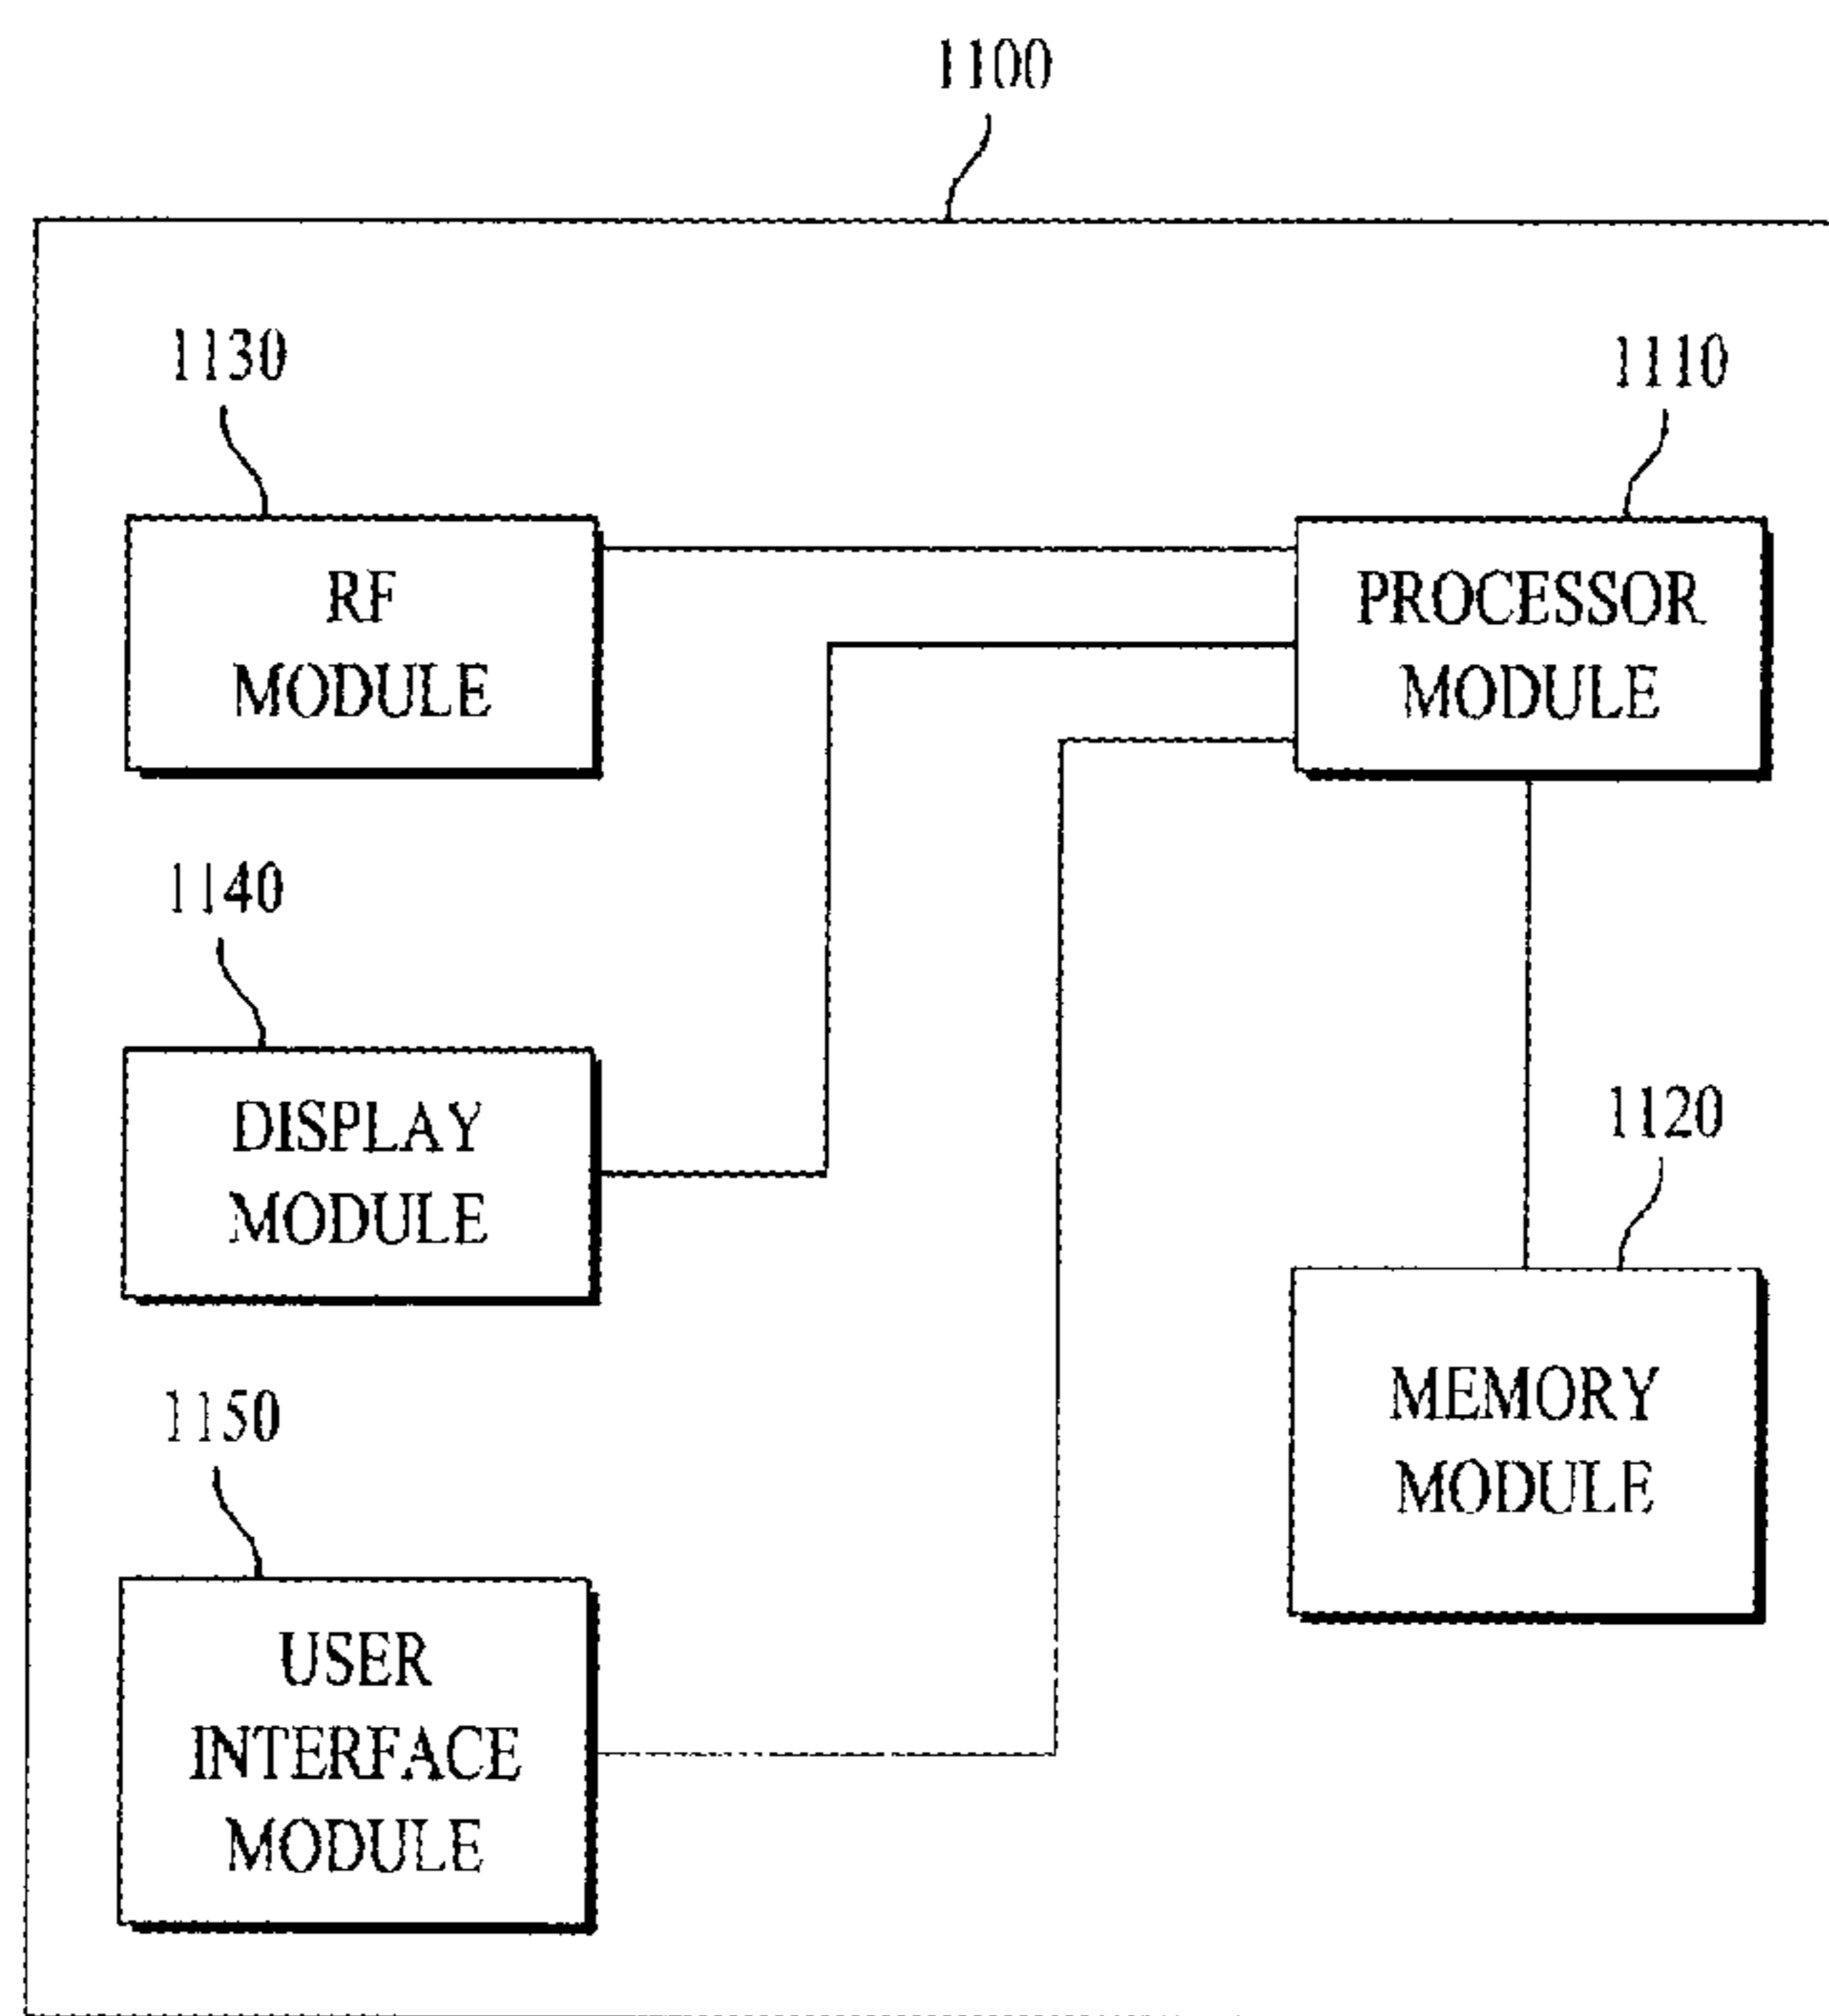 1100
1130
1110
RF
MODULE
PROCESSOR
MODULE
1140
DISPLAY
MODULE
1120
MEMORY
MODULE
1150
USER
INTERFACE
MODULE